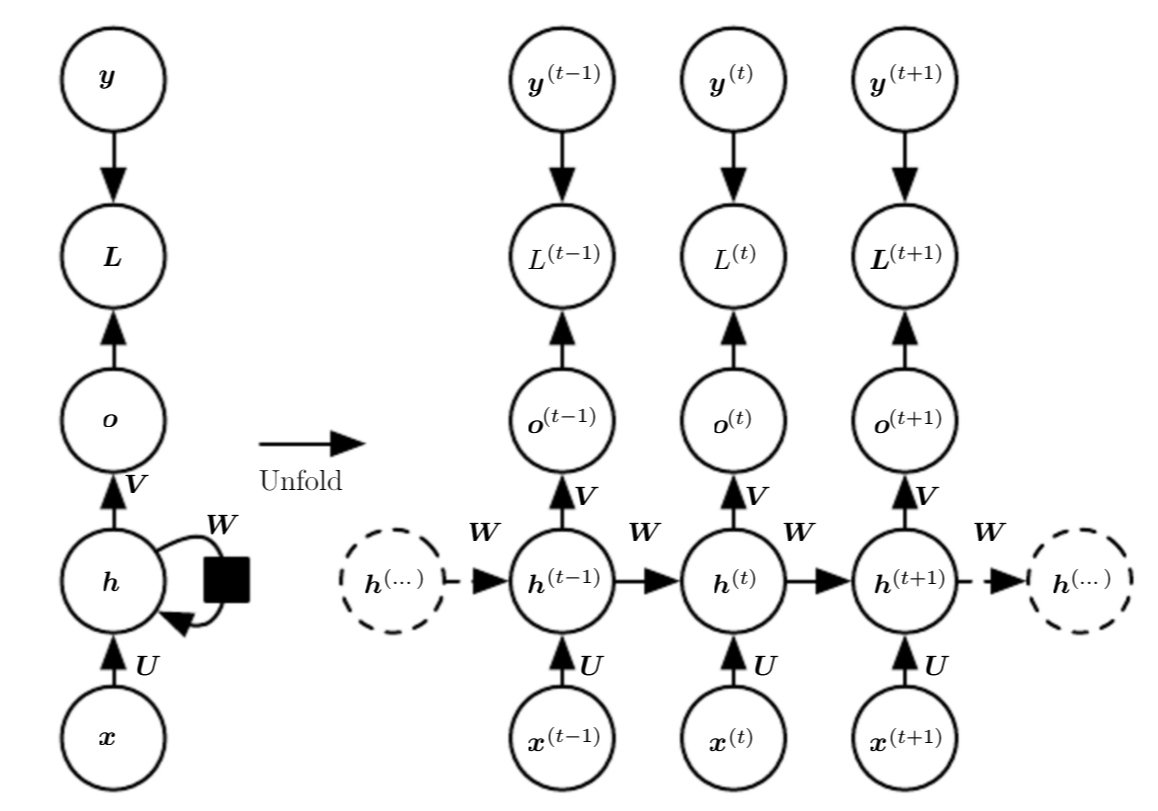 y y^(t−1) y^(t) y^(t+1)
L L^(t−1) L^(t) L^(t+1)
o o^(t−1) o^(t) o^(t+1)
Unfold
V V V V
W W W W W
h h^(...) h^(t−1) h^(t) h^(t+1) h^(...)
U U U U
x x^(t−1) x^(t) x^(t+1)